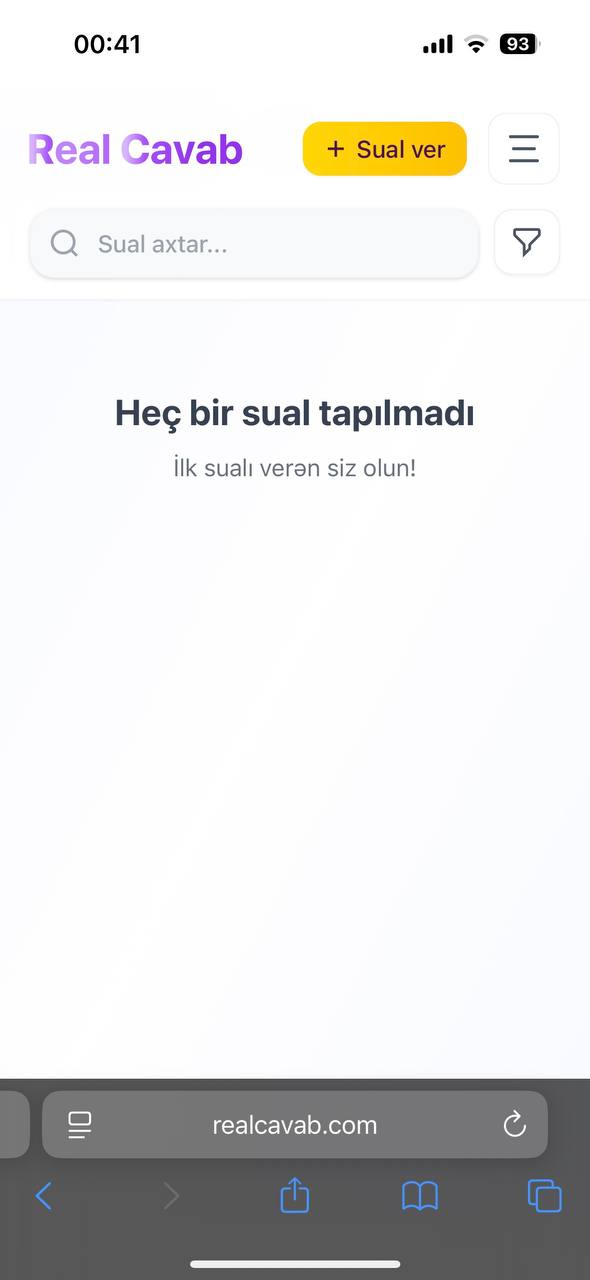 00:41
93
Real Cavab
+ Sual ver
Sual axtar...
Heç bir sual tapılmadı
İlk sualı verən siz olun!
realcavab.com